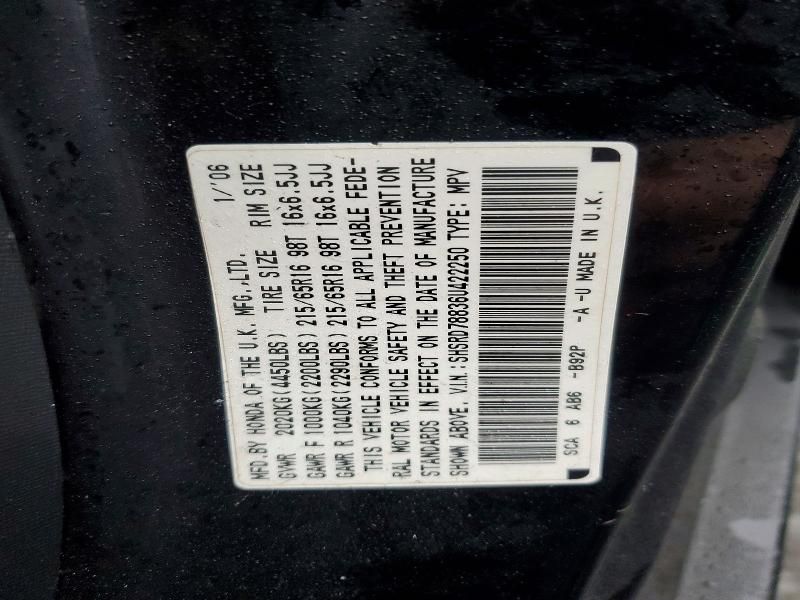 MFD.BY HONDA OF THE U.K. MFG.,LTD. 1/'06
GVWR 2020KG(4450LBS) TIRE SIZE RIM SIZE
GAWR F 1000KG(2200LBS) 215/65R16 98T 16x6.5JJ
GAWR R 1040KG(2290LBS) 215/65R16 98T 16x6.5JJ
THIS VEHICLE CONFORMS TO ALL APPLICABLE FEDE-
RAL MOTOR VEHICLE SAFETY AND THEFT PREVENTION
STANDARDS IN EFFECT ON THE DATE OF MANUFACTURE
SHOWN ABOVE. V.I.N.:SHSRD78836U422250 TYPE: MPV
SCA 6 AB6 -B92P -A -U MADE IN U.K.